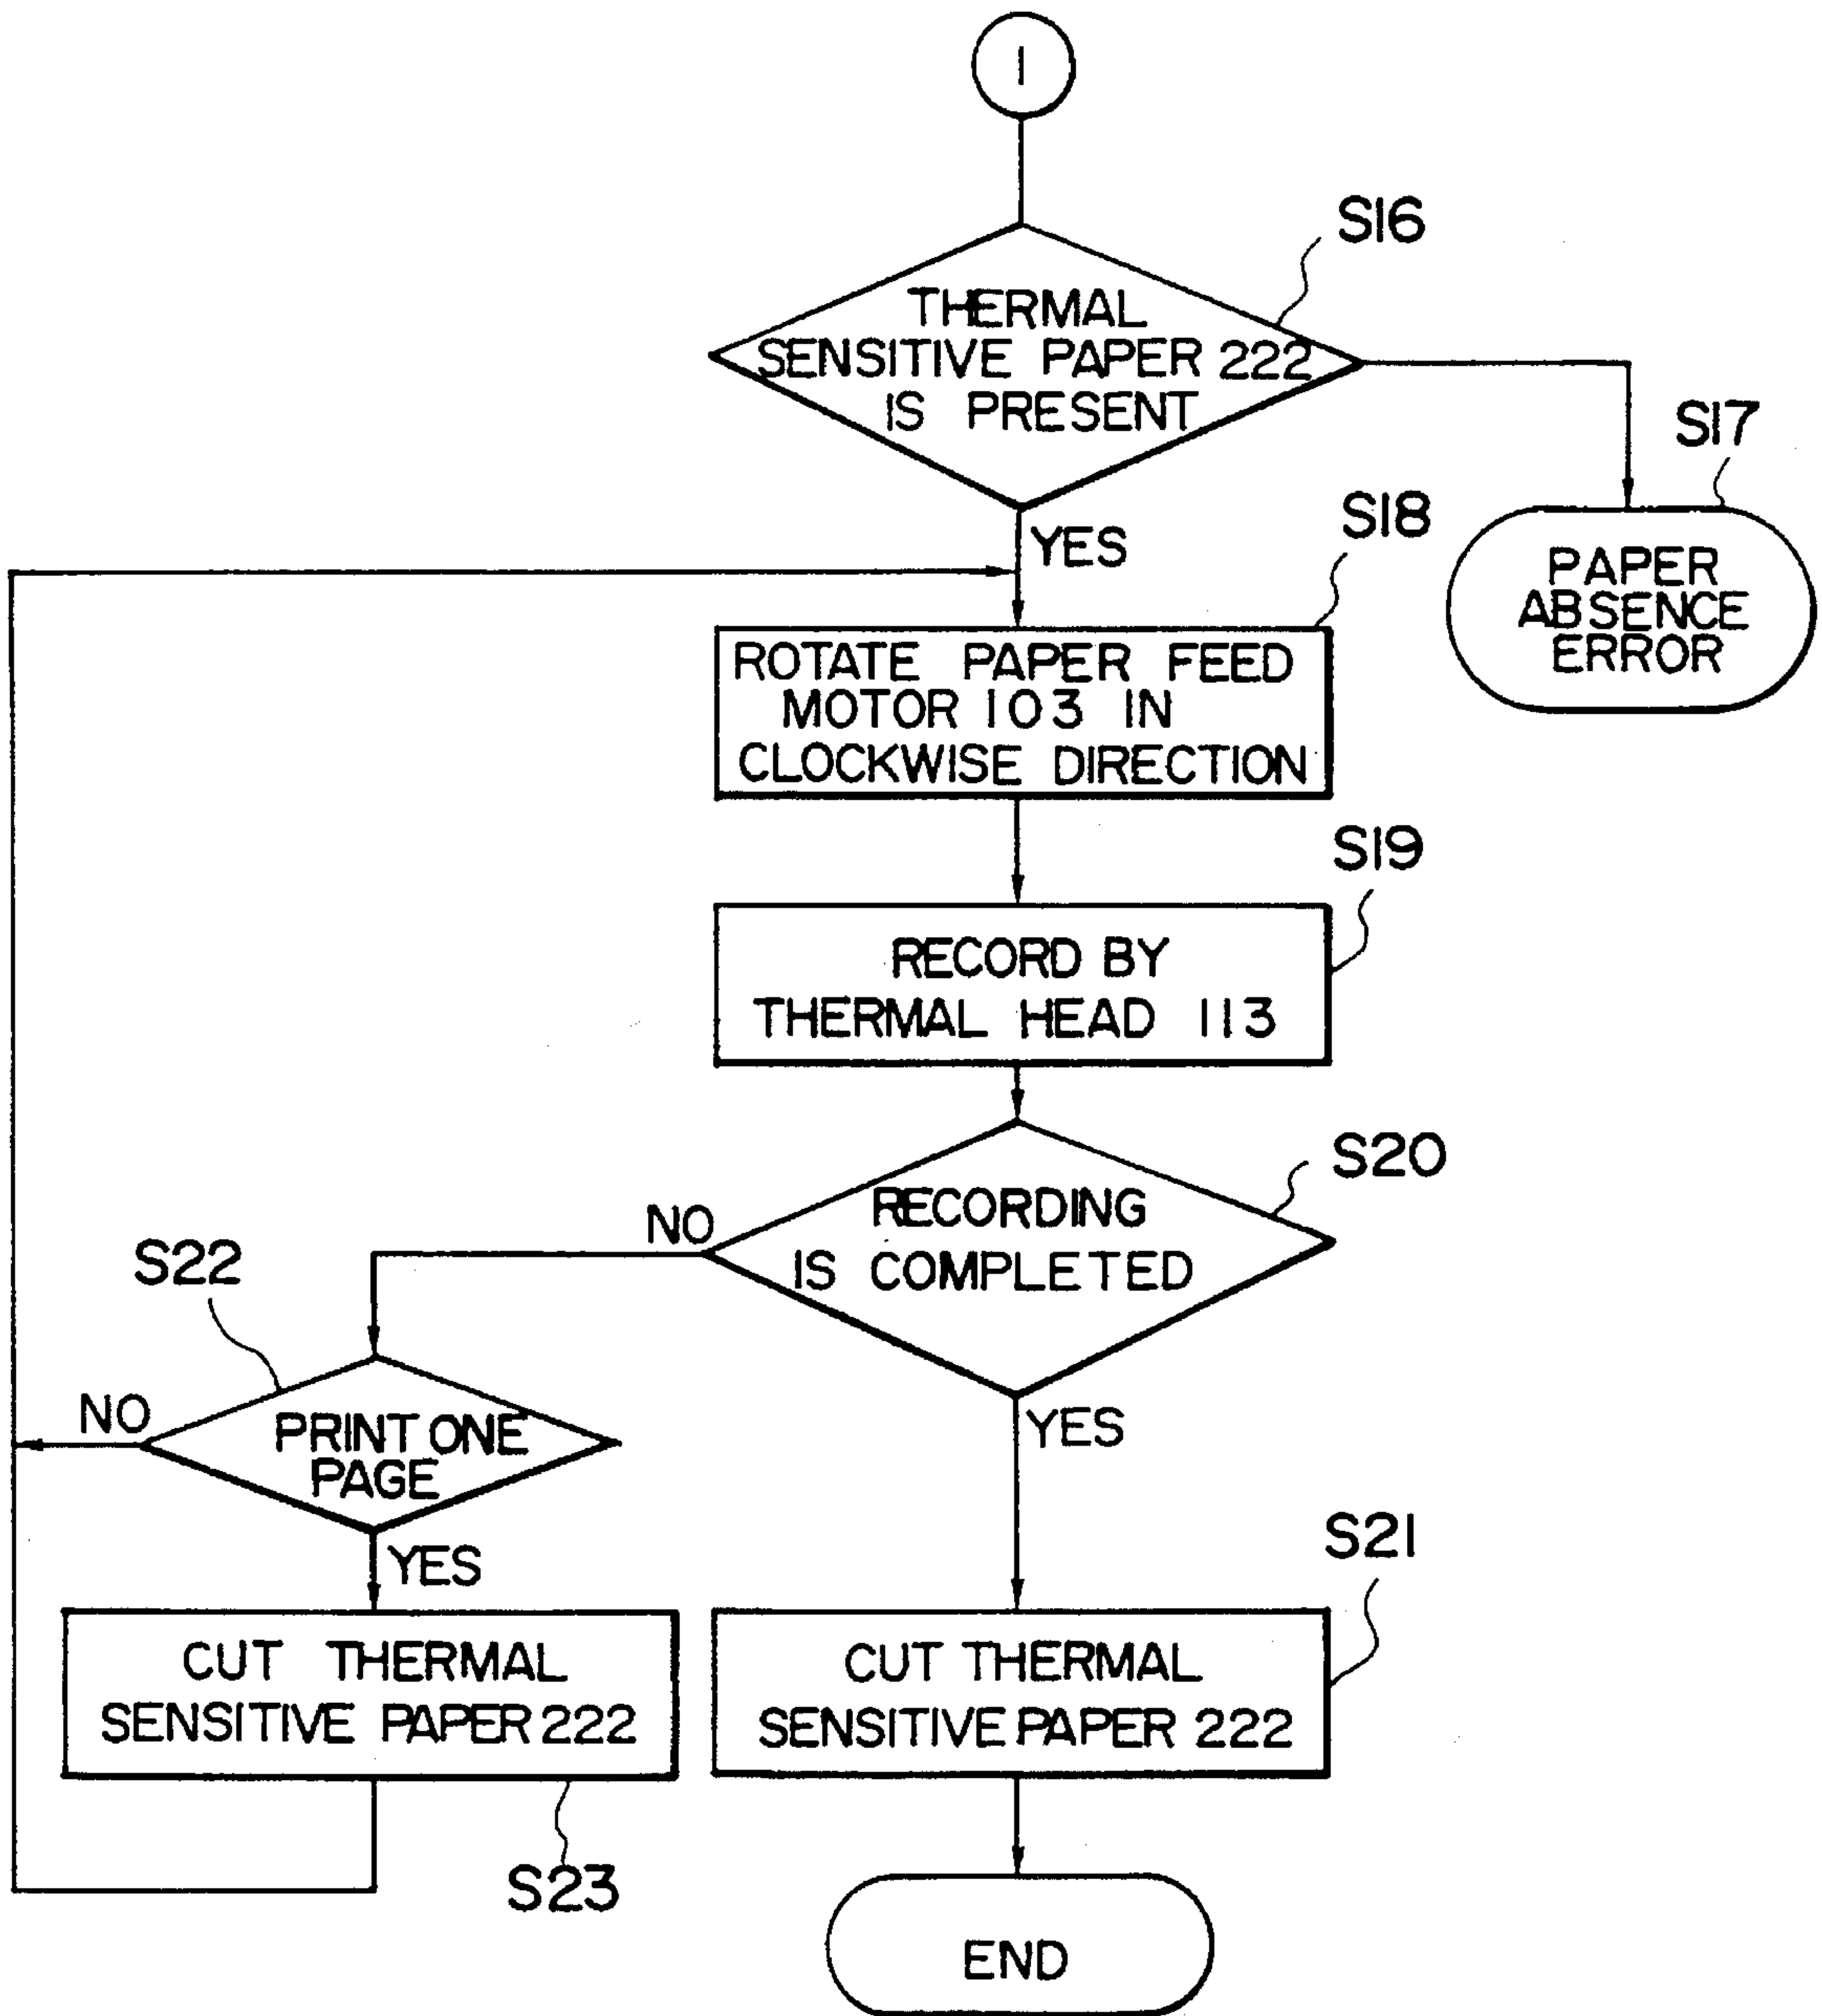 1
S16
THERMAL
SENSITIVE PAPER 222
IS PRESENT
S17
PAPER
ABSENCE
ERROR
YES
S18
ROTATE PAPER FEED
MOTOR 103 IN
CLOCKWISE DIRECTION
S19
RECORD BY
THERMAL HEAD 113
S20
RECORDING
IS COMPLETED
NO
S22
PRINT ONE
PAGE
NO
YES
YES
S21
CUT THERMAL
SENSITIVE PAPER 222
S23
CUT THERMAL
SENSITIVE PAPER 222
END